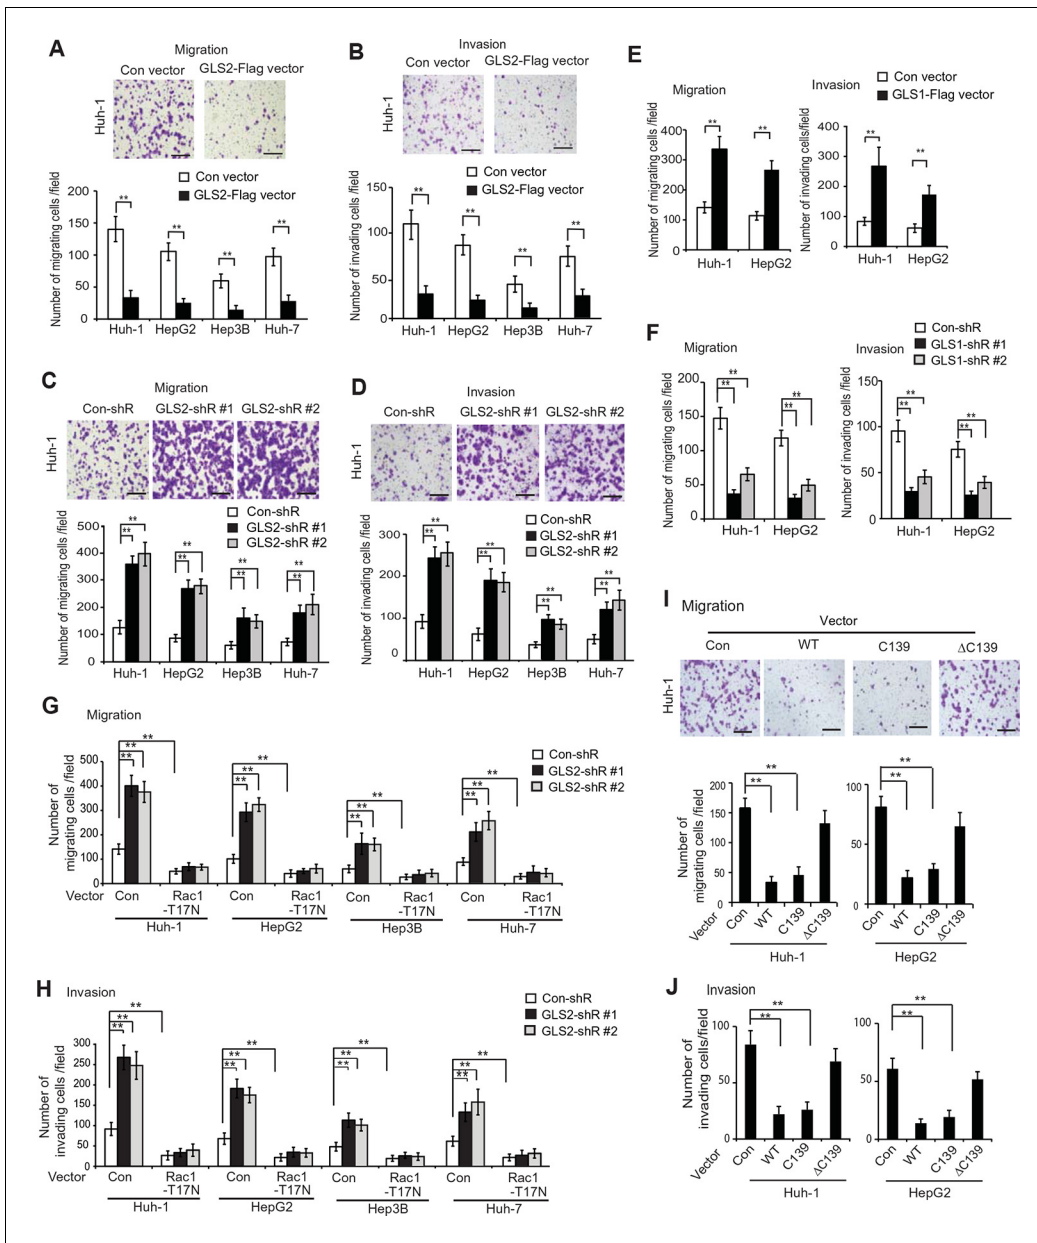 A
Migration
Con vector GLS2-Flag vector
Huh-1
Con vector
GLS2-Flag vector
Number of migrating cells /field
200
150
100
50
0
** ** ** **
Huh-1 HepG2 Hep3B Huh-7
B
Invasion
Con vector GLS2-Flag vector
Huh-1
Con vector
GLS2-Flag vector
Number of invading cells /field
150
100
50
0
** ** ** **
Huh-1 HepG2 Hep3B Huh-7
C
Migration
Con-shR GLS2-shR #1 GLS2-shR #2
Huh-1
Con-shR
GLS2-shR #1
GLS2-shR #2
Number of migrating cells /field
500
400
300
200
100
0
** ** ** **
** ** ** **
Huh-1 HepG2 Hep3B Huh-7
D
Invasion
Con-shR GLS2-shR #1 GLS2-shR #2
Huh-1
Con-shR
GLS2-shR #1
GLS2-shR #2
Number of invading cells /field
300
200
100
0
** ** ** **
** ** ** **
Huh-1 HepG2 Hep3B Huh-7
E
Con vector
GLS1-Flag vector
Migration
Number of migrating cells /field
400
300
200
100
0
** **
Huh-1 HepG2
Invasion
Number of invading cells/field
400
300
200
100
0
** **
Huh-1 HepG2
F
Con-shR
GLS1-shR #1
GLS1-shR #2
Migration
Number of migrating cells /field
200
150
100
50
0
** **
** **
Huh-1 HepG2
Invasion
Number of invading cells /field
150
100
50
0
** **
** **
Huh-1 HepG2
G
Migration
Con-shR
GLS2-shR #1
GLS2-shR #2
Number of
migrating cells /field
500
400
300
200
100
0
** ** ** **
** ** ** **
** ** ** **
Vector Con Rac1 Con Rac1 Con Rac1 Con Rac1
-T17N -T17N -T17N -T17N
Huh-1 HepG2 Hep3B Huh-7
H
Invasion
Con-shR
GLS2-shR #1
GLS2-shR #2
Number of
invading cells /field
300
250
200
150
100
50
0
** ** ** **
** ** ** **
** ** ** **
Vector Con Rac1 Con Rac1 Con Rac1 Con Rac1
-T17N -T17N -T17N -T17N
Huh-1 HepG2 Hep3B Huh-7
I
Migration
Vector
Con WT C139 ΔC139
Huh-1
Number of
migrating cells /field
200
150
100
50
0
**
**
Vector Con WT C139 ΔC139
Huh-1
100
50
0
**
**
Con WT C139 ΔC139
HepG2
J
Invasion
Number of
invading cells/field
100
50
0
**
**
Vector Con WT C139 ΔC139
Huh-1
100
50
0
**
**
Con WT C139 ΔC139
HepG2